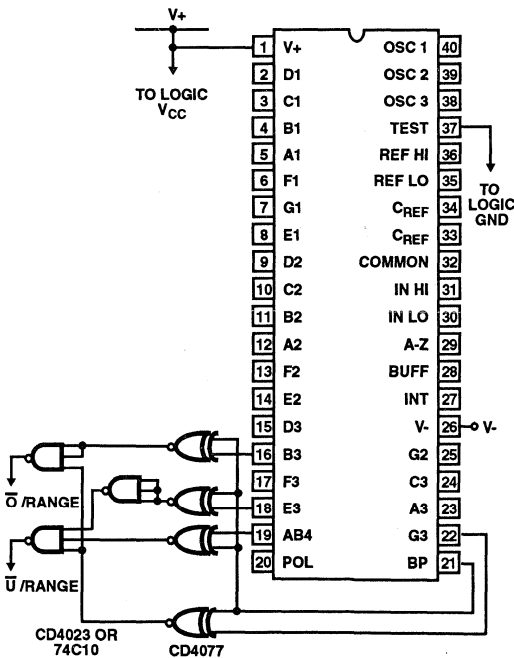 V+
TO LOGIC
VCC
1 V+ OSC 1 40
2 D1 OSC 2 39
3 C1 OSC 3 38
4 B1 TEST 37
5 A1 REF HI 36
6 F1 REF LO 35
7 G1 CREF 34
8 E1 CREF 33
9 D2 COMMON 32
10 C2 IN HI 31
11 B2 IN LO 30
12 A2 A-Z 29
13 F2 BUFF 28
14 E2 INT 27
15 D3 V- 26 V-
16 B3 G2 25
17 F3 C3 24
18 E3 A3 23
19 AB4 G3 22
20 POL BP 21
TO
LOGIC
GND
O̅ /RANGE
U̅ /RANGE
CD4023 OR
74C10
CD4077